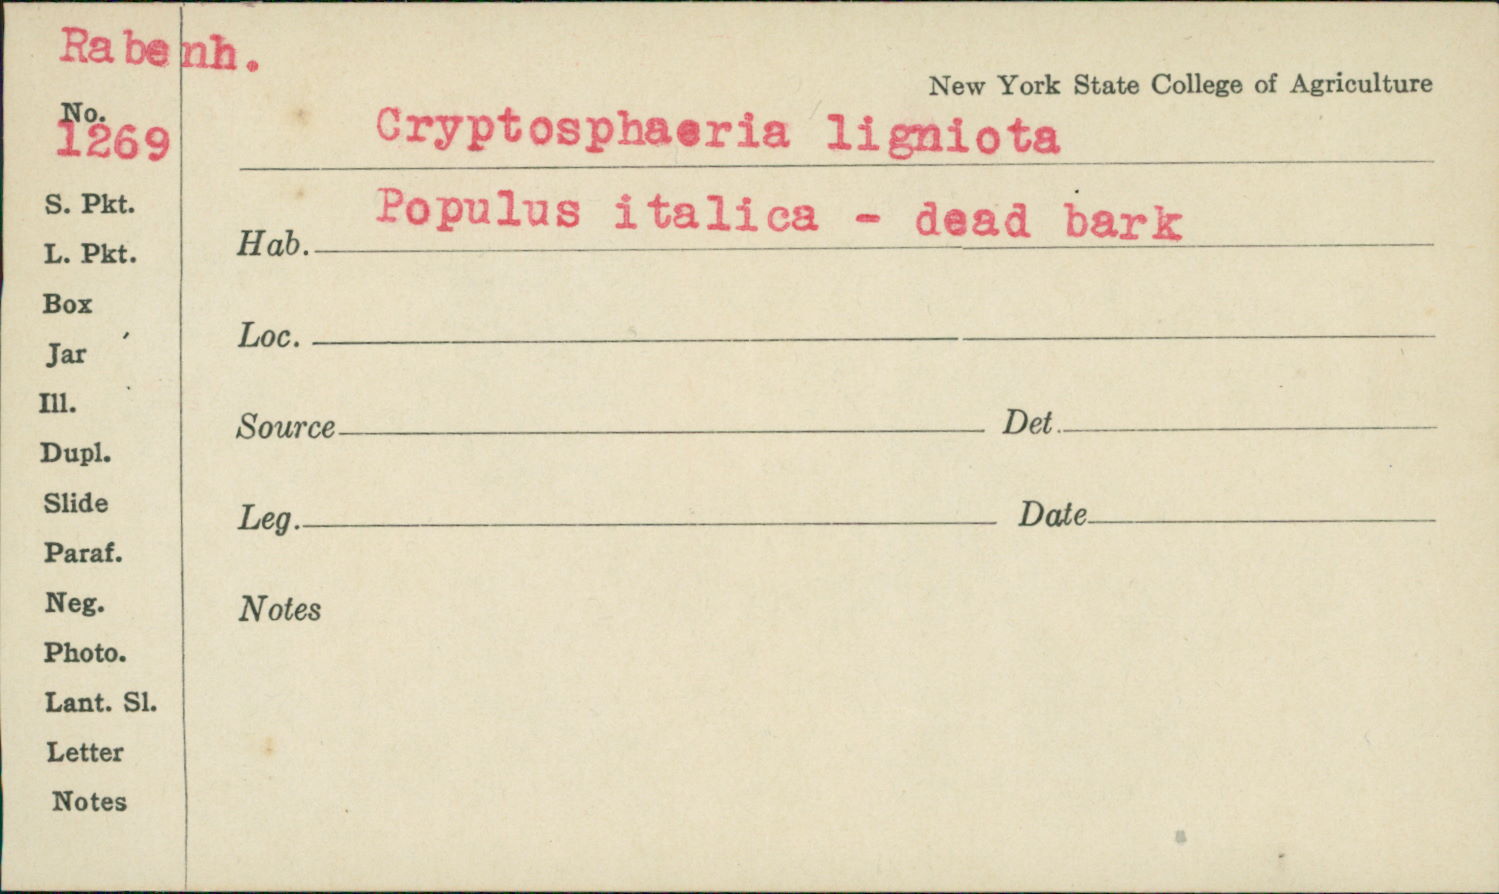 Rabenh.
New York State College of Agriculture
No.
1269
Cryptosphaeria ligniota
S. Pkt.
Populus italica - dead bark
Hab.
L. Pkt.
Box
Loc.
Jar
Ill.
Source Det.
Dupl.
Slide
Leg. Date
Paraf.
Neg.
Notes
Photo.
Lant. Sl.
Letter
Notes